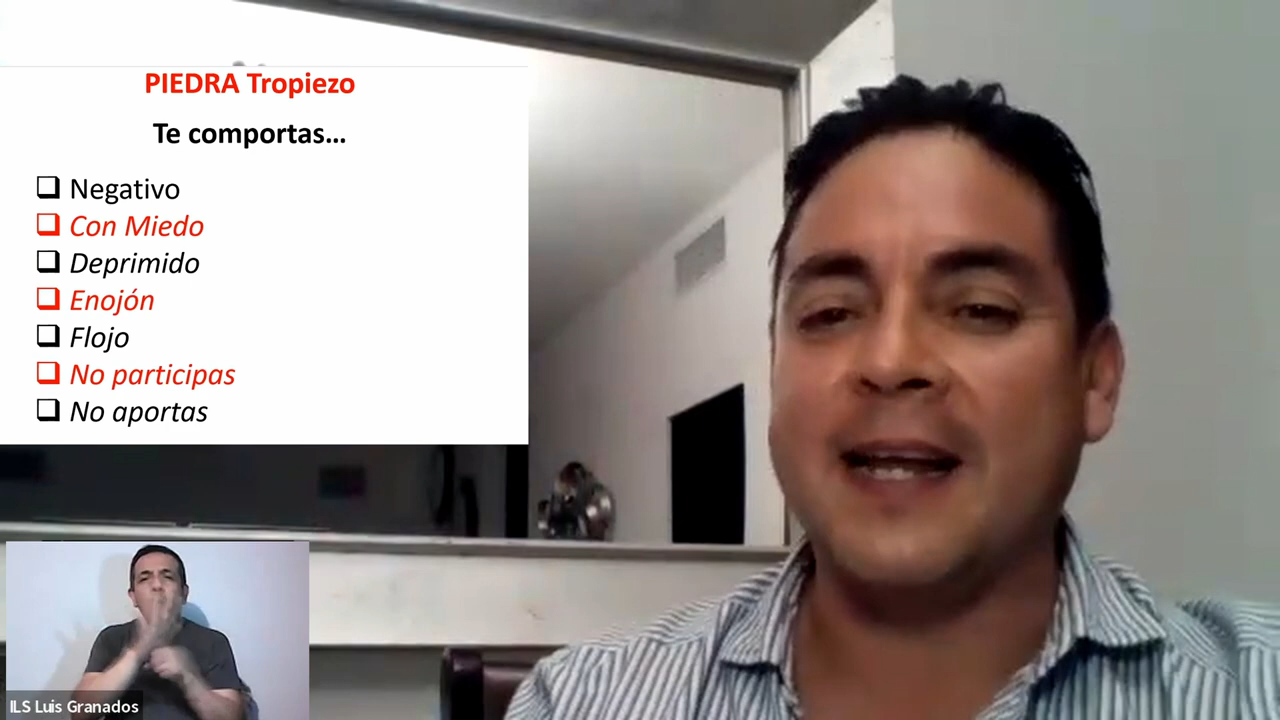 PIEDRA Tropiezo
Te comportas...
❑ Negativo
❑ Con Miedo
❑ Deprimido
❑ Enojón
❑ Flojo
❑ No participas
❑ No aportas
ILS Luis Granados